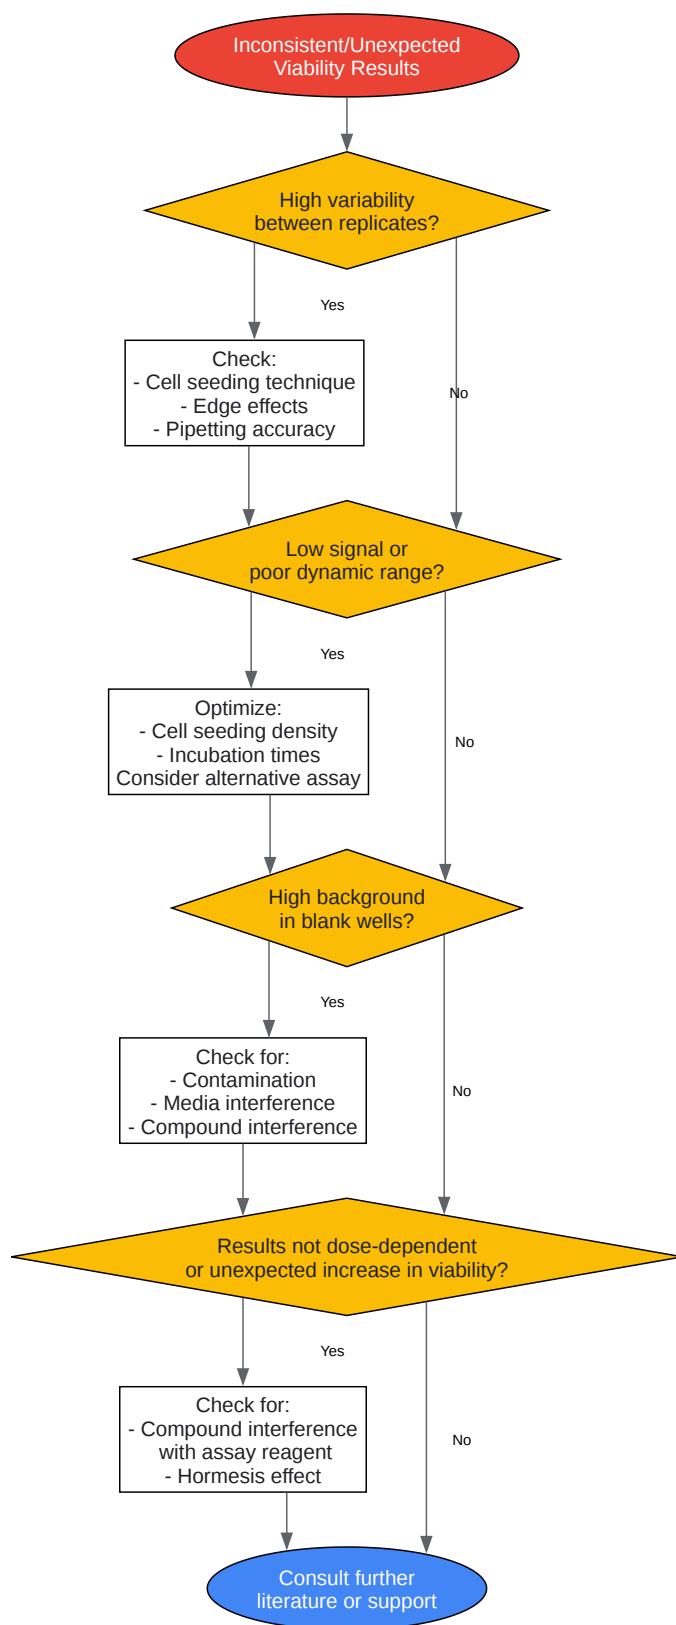 Inconsistent/Unexpected
Viability Results
High variability
between replicates?
Yes
Check:
- Cell seeding technique
- Edge effects
- Pipetting accuracy
No
Low signal or
poor dynamic range?
Yes
Optimize:
- Cell seeding density
- Incubation times
Consider alternative assay
No
High background
in blank wells?
Yes
Check for:
- Contamination
- Media interference
- Compound interference
No
Results not dose-dependent
or unexpected increase in viability?
Yes
Check for:
- Compound interference
with assay reagent
- Hormesis effect
No
Consult further
literature or support